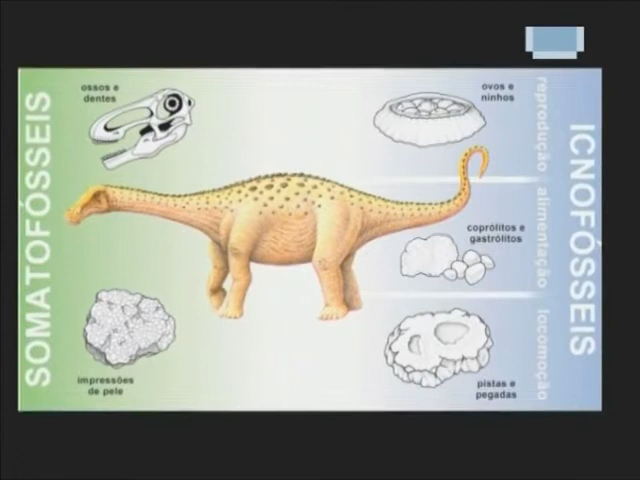 SOMATOFÓSSEIS
ossos e
dentes
impressões
de pele
ovos e
ninhos
coprólitos e
gastrólitos
pistas e
pegadas
reprodução
alimentação
locomoção
ICNOFÓSSEIS